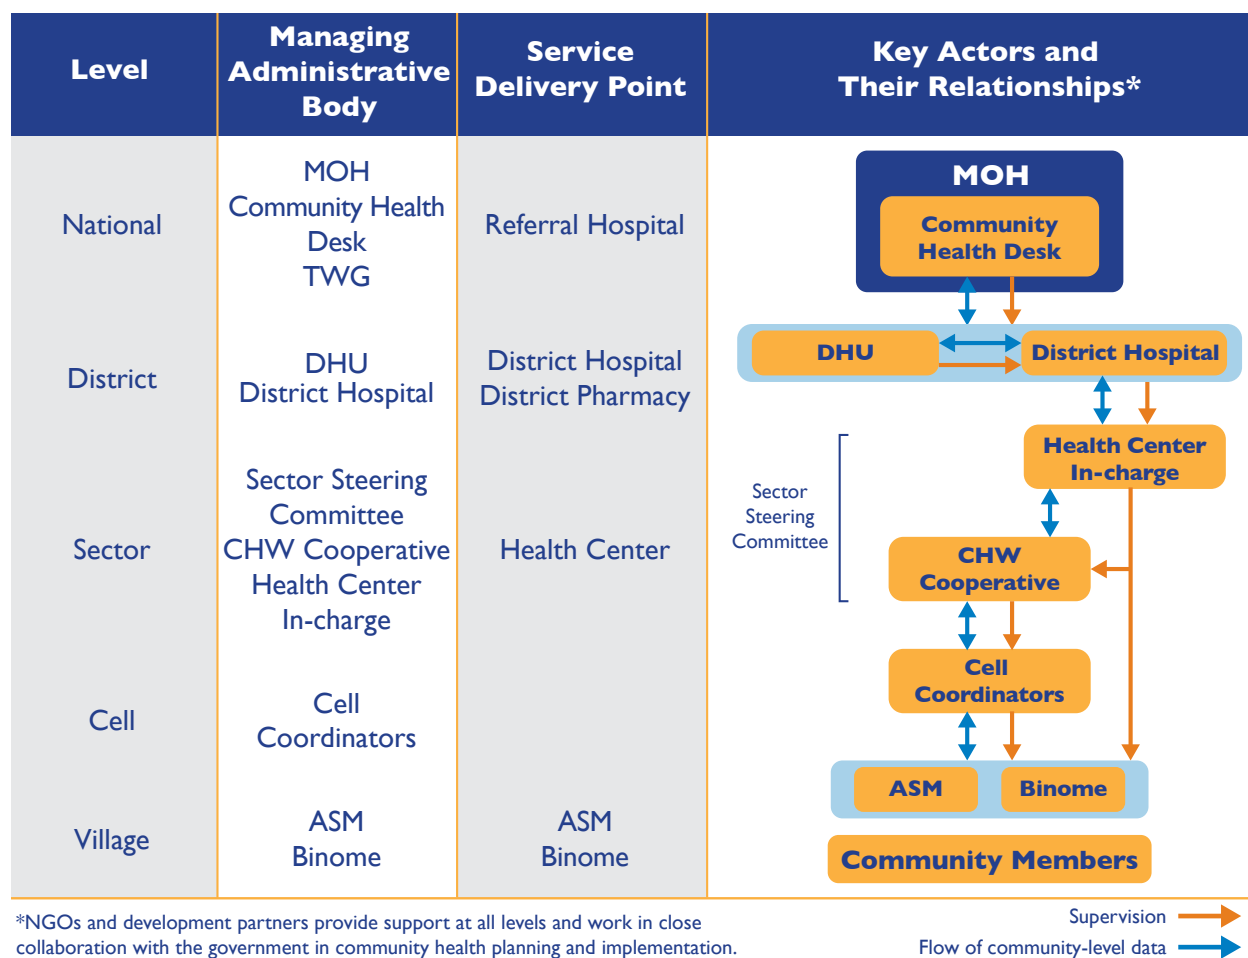 Level
Managing
Administrative
Body
Service
Delivery Point
Key Actors and
Their Relationships*
National
MOH
Community Health
Desk
TWG
Referral Hospital
MOH
Community
Health Desk
District
DHU
District Hospital
District Hospital
District Pharmacy
DHU
District Hospital
Sector
Sector Steering
Committee
CHW Cooperative
Health Center
In-charge
Health Center
Sector
Steering
Committee
Health Center
In-charge
CHW
Cooperative
Cell
Cell
Coordinators
Cell
Coordinators
Village
ASM
Binome
ASM
Binome
ASM
Binome
Community Members
*NGOs and development partners provide support at all levels and work in close
collaboration with the government in community health planning and implementation.
Supervision
Flow of community-level data